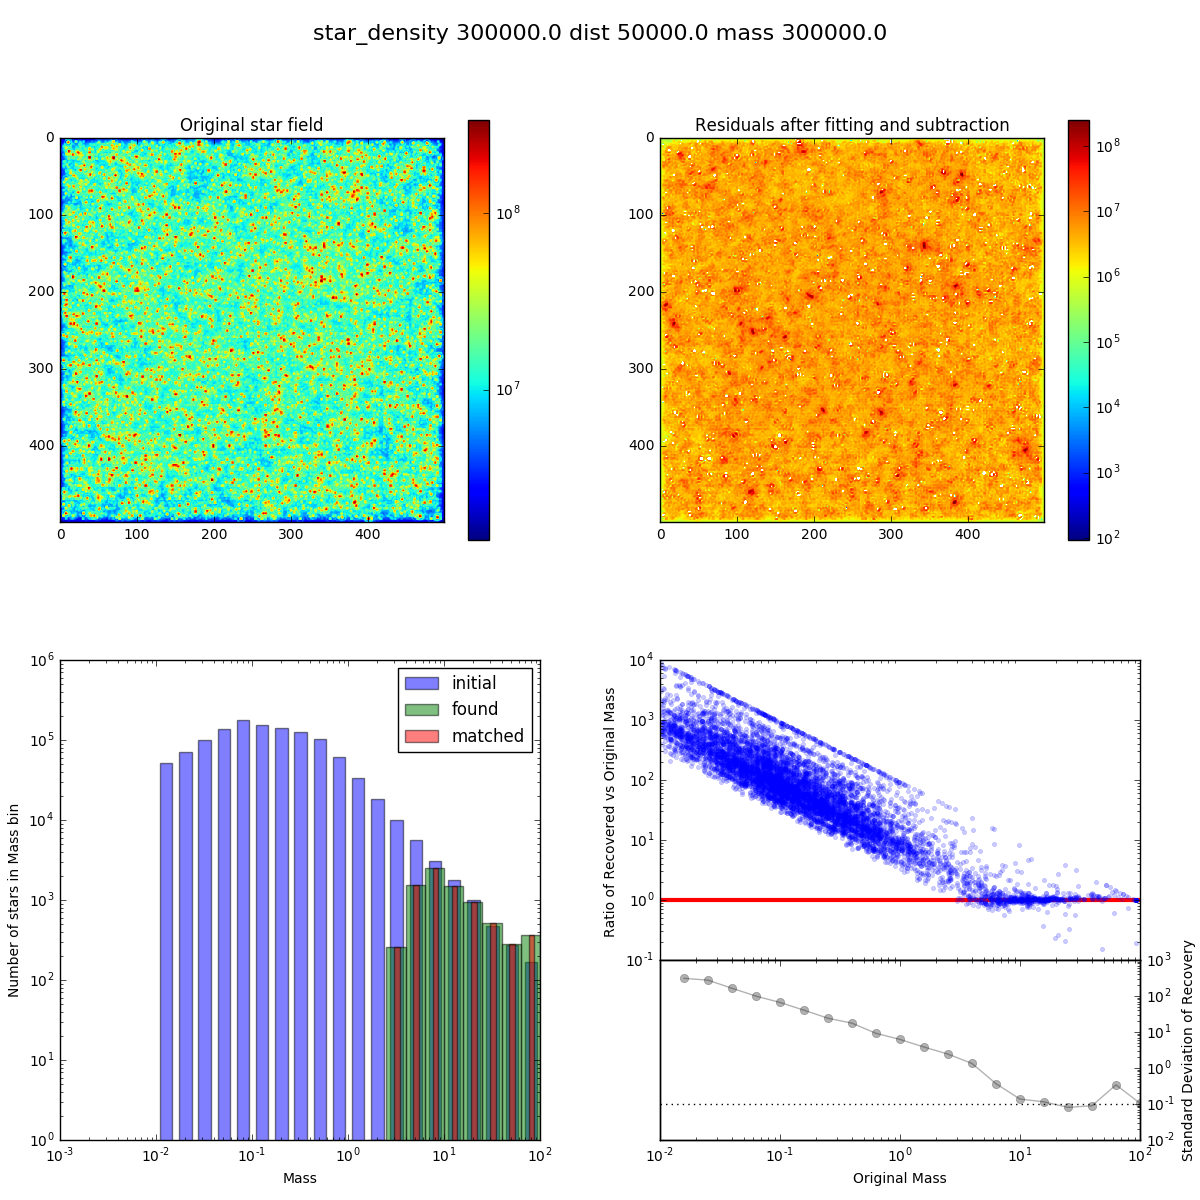 star_density 300000.0 dist 50000.0 mass 300000.0
Original star field
0
100
200
300
400
0 100 200 300 400
10^8
10^7
Residuals after fitting and subtraction
0
100
200
300
400
0 100 200 300 400
10^8
10^7
10^6
10^5
10^4
10^3
10^2
Number of stars in Mass bin
10^6
10^5
10^4
10^3
10^2
10^1
10^0
initial
found
matched
10^-3 10^-2 10^-1 10^0 10^1 10^2
Mass
Ratio of Recovered vs Original Mass
10^4
10^3
10^2
10^1
10^0
10^-1
10^3
10^2
10^1
10^0
10^-1
10^-2
Standard Deviation of Recovery
10^-2 10^-1 10^0 10^1 10^2
Original Mass